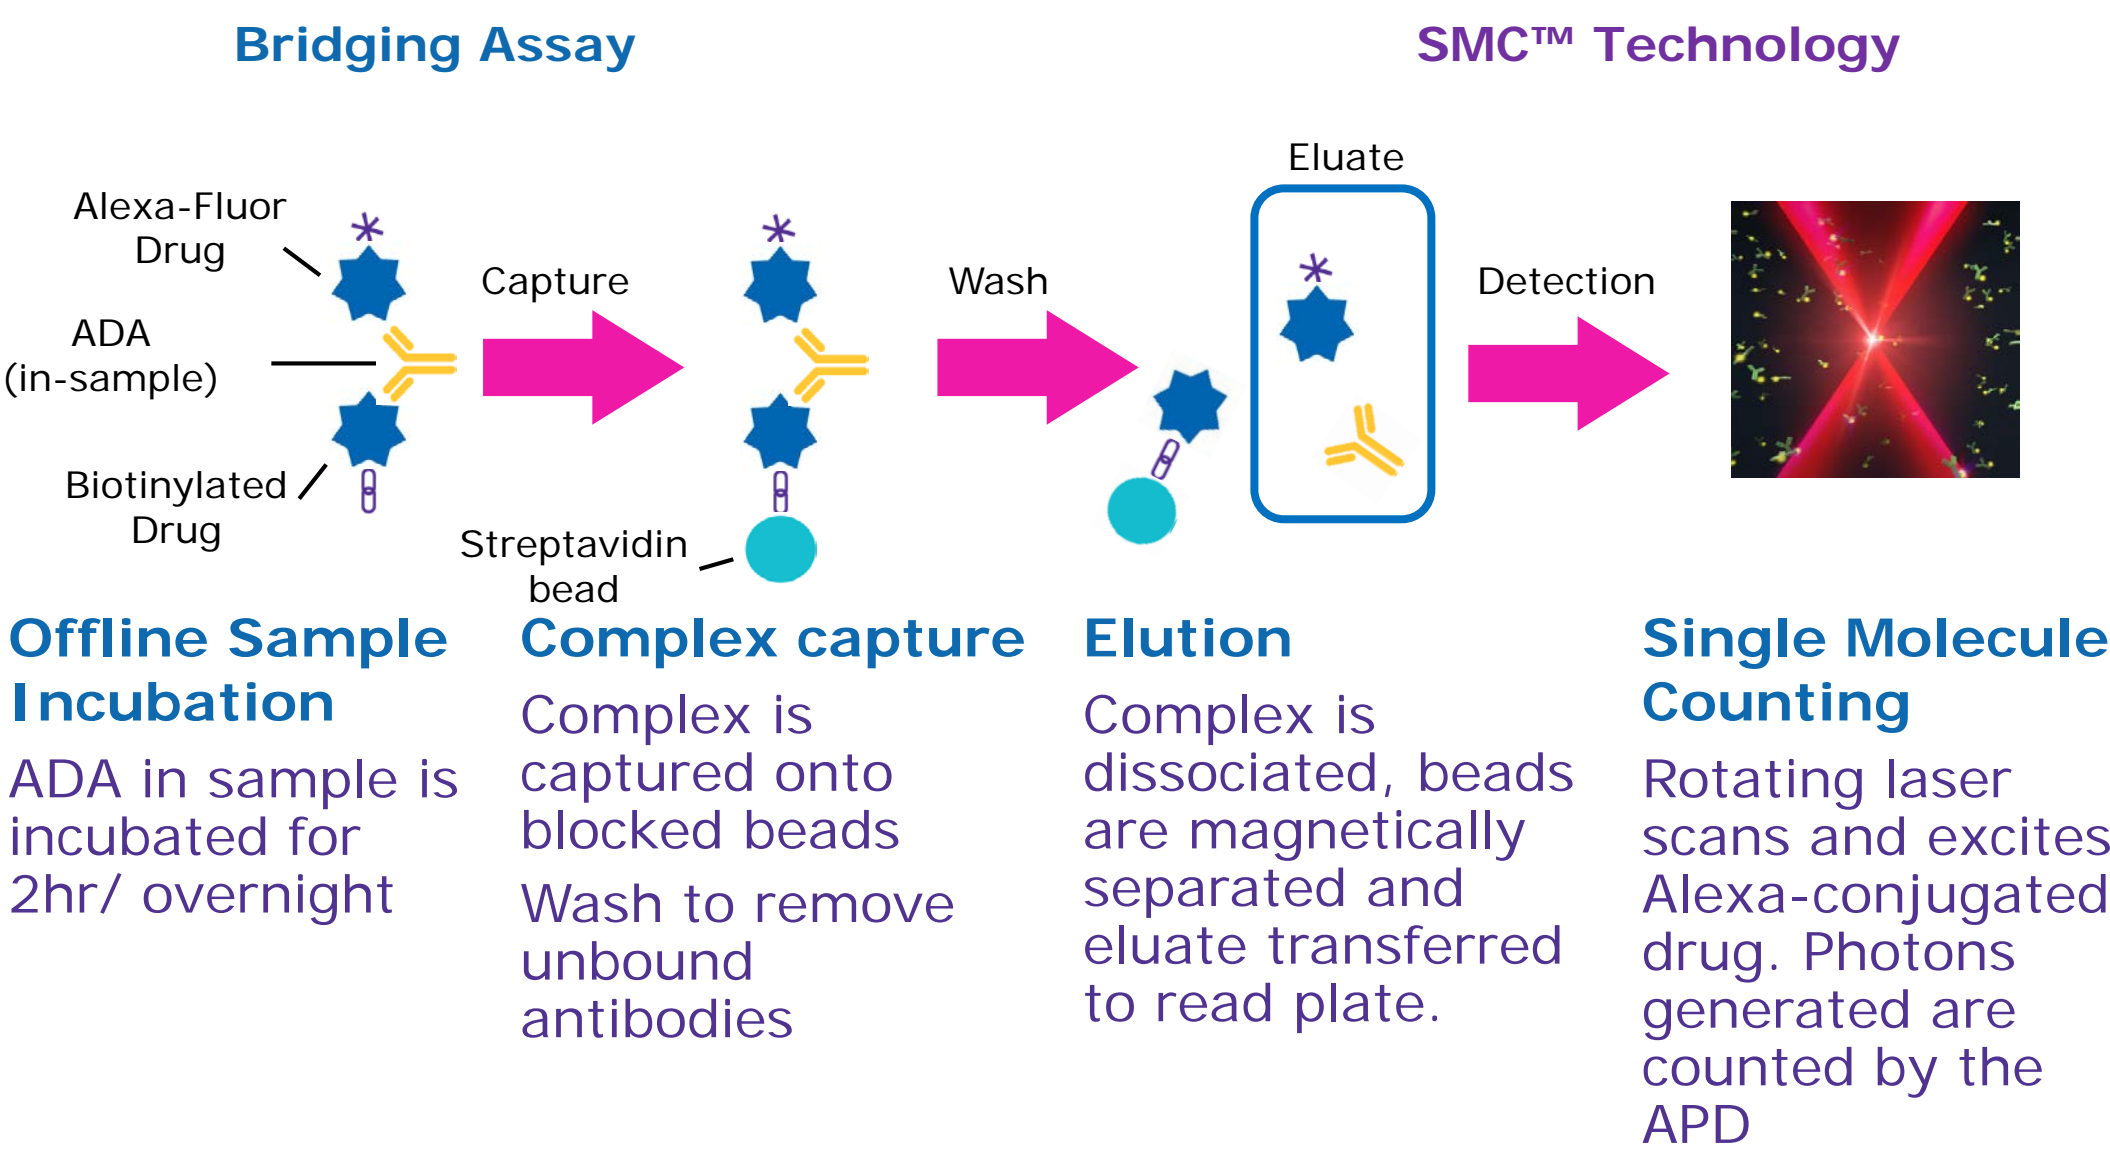 Bridging Assay
SMC™ Technology
Eluate
Alexa-Fluor
Drug
Capture
Wash
Detection
ADA
(in-sample)
Biotinylated
Drug
Streptavidin
bead
Offline Sample
Incubation
ADA in sample is
incubated for
2hr/ overnight
Complex capture
Complex is
captured onto
blocked beads
Wash to remove
unbound
antibodies
Elution
Complex is
dissociated, beads
are magnetically
separated and
eluate transferred
to read plate.
Single Molecule
Counting
Rotating laser
scans and excites
Alexa-conjugated
drug. Photons
generated are
counted by the
APD